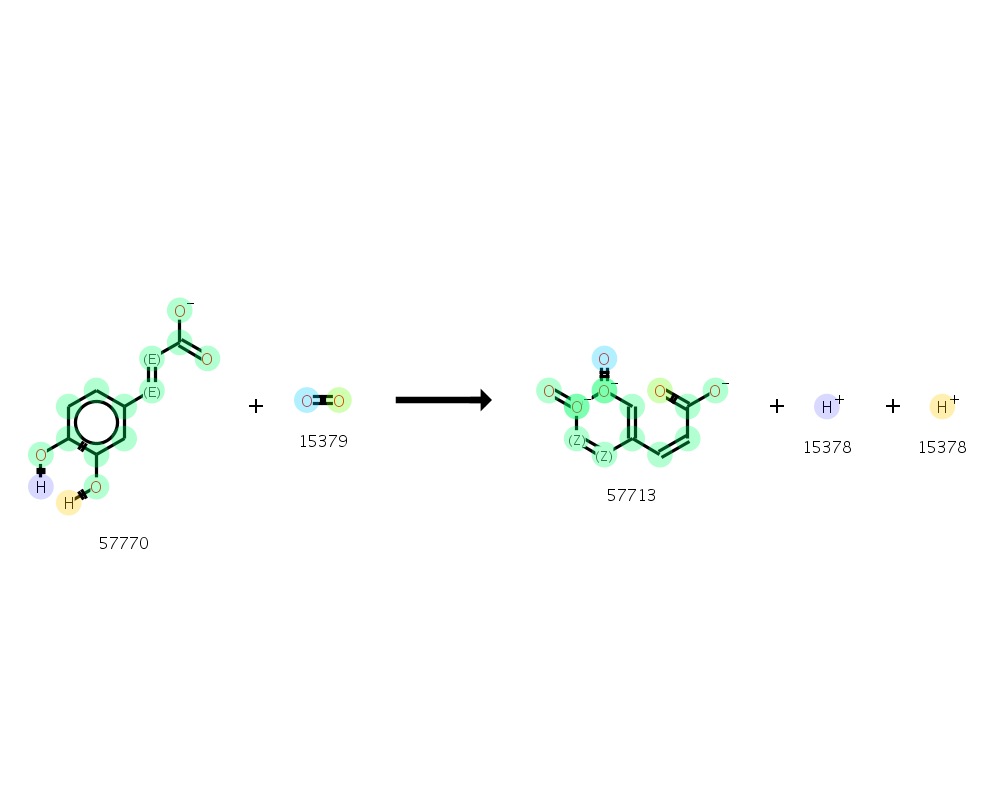 O−
(E) O
(E)
O O
H O H
57770
+
O O
15379
O
O O− O O−
O−
(Z)
(Z)
57713
+
H+
15378
+
H+
15378